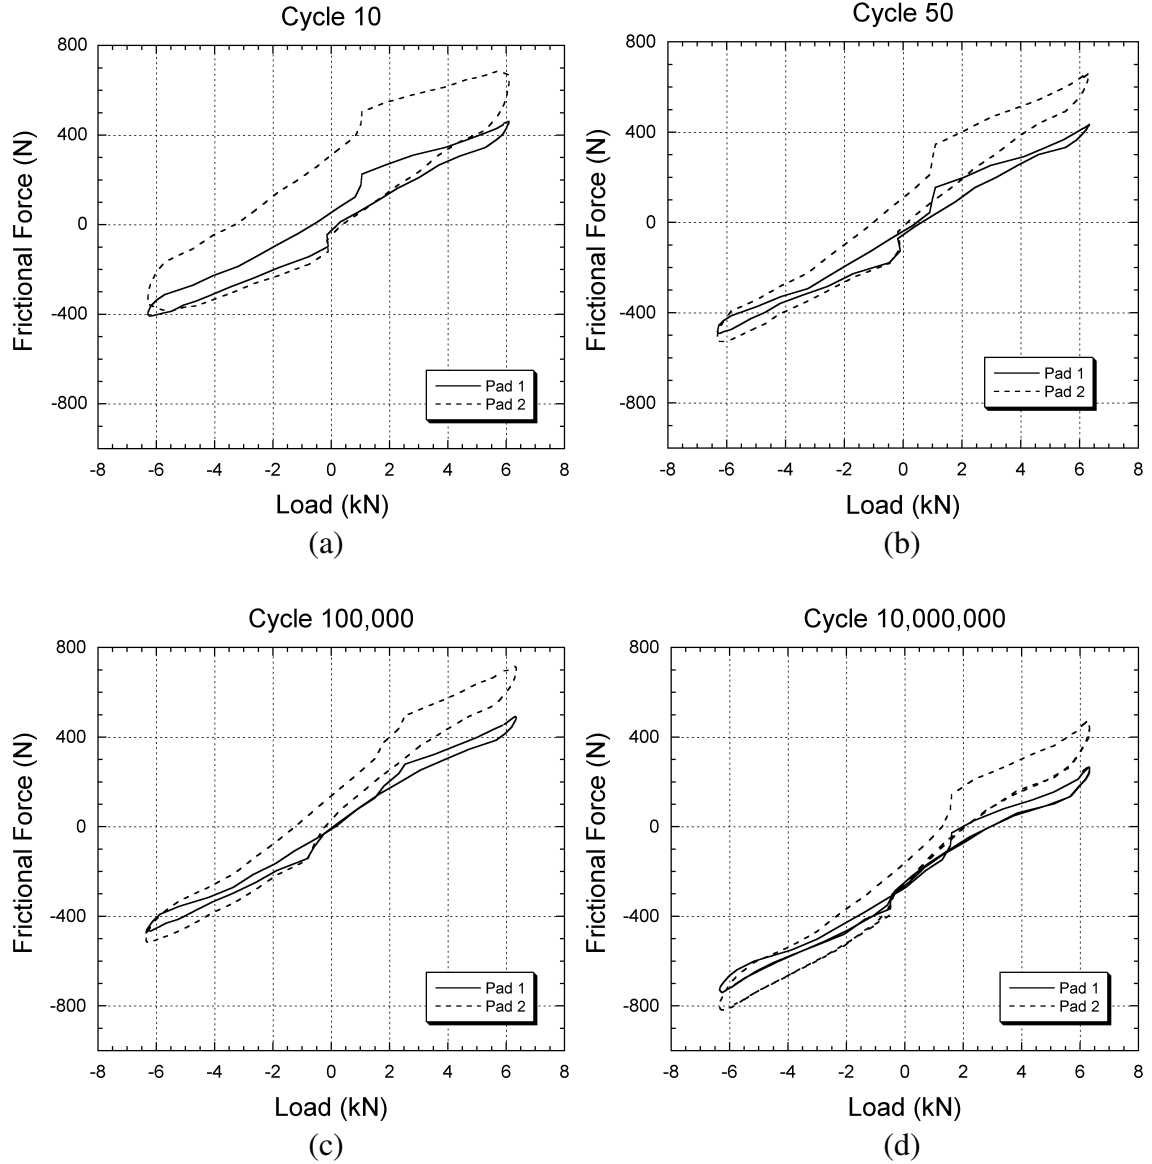 Cycle 10
800
400
0
-400
-800
Frictional Force (N)
Pad 1
Pad 2
-8 -6 -4 -2 0 2 4 6 8
Load (kN)
(a)
Cycle 50
800
400
0
-400
-800
Frictional Force (N)
Pad 1
Pad 2
-8 -6 -4 -2 0 2 4 6 8
Load (kN)
(b)
Cycle 100,000
800
400
0
-400
-800
Frictional Force (N)
Pad 1
Pad 2
-8 -6 -4 -2 0 2 4 6 8
Load (kN)
(c)
Cycle 10,000,000
800
400
0
-400
-800
Frictional Force (N)
Pad 1
Pad 2
-8 -6 -4 -2 0 2 4 6 8
Load (kN)
(d)